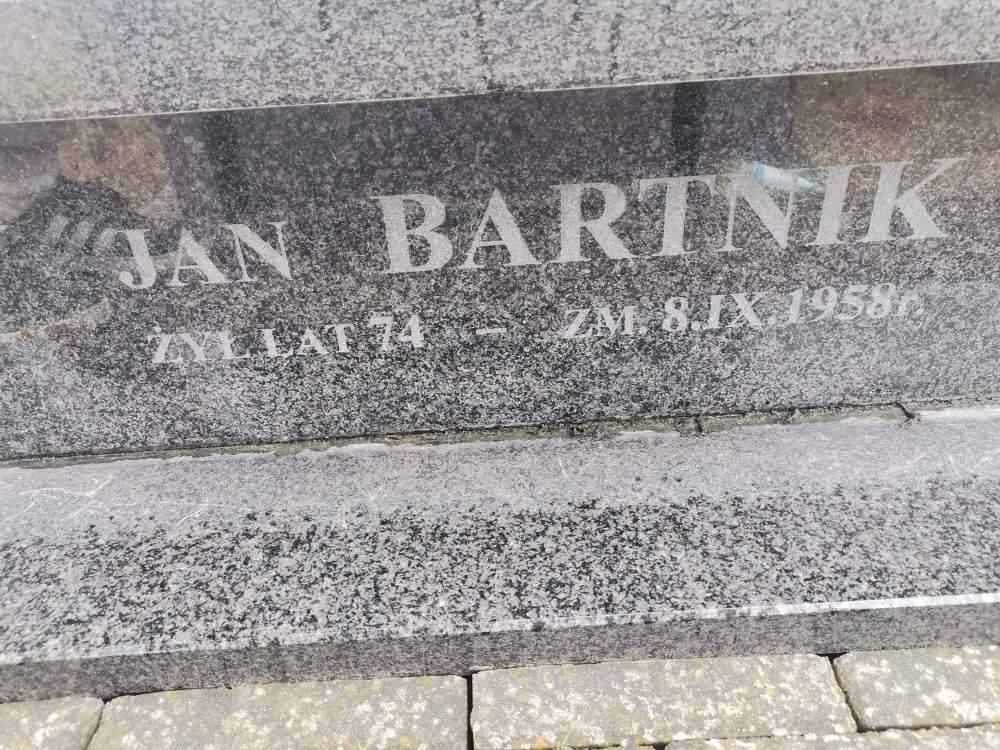 JAN BARTNIK
ŻYŁ LAT 74 – ZM 8.IX.1958r.